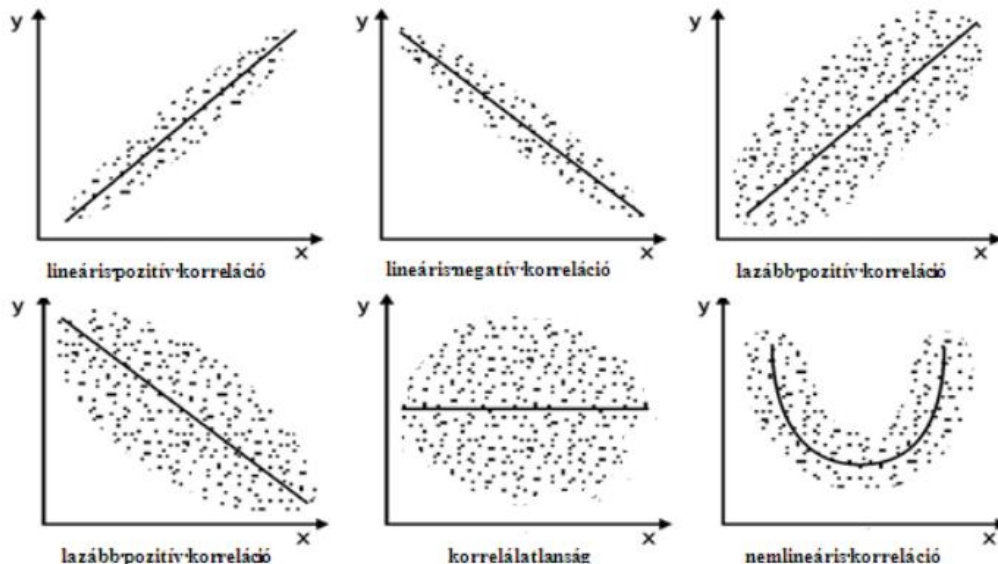 y
x
lineáris·pozitív·korreláció
y
x
lineáris·negatív·korreláció
y
x
lazább·pozitív·korreláció
y
x
lazább·pozitív·korreláció
y
x
korrelálatlanság
y
x
nemlineáris·korreláció